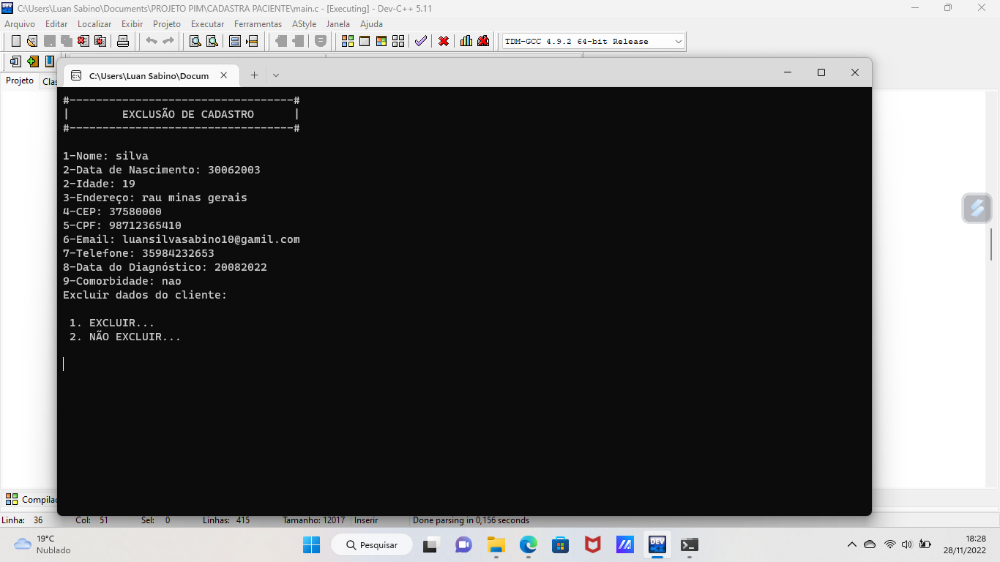 C:\Users\Luan Sabino\Documents\PROJETO PIM\CADASTRA PACIENTE\main.c - [Executing] - Dev-C++ 5.11
Arquivo Editar Localizar Exibir Projeto Executar Ferramentas AStyle Janela Ajuda
TDM-GCC 4.9.2 64-bit Release
Projeto Clas
C:\Users\Luan Sabino\Docum
#----------------------------------#
| EXCLUSÃO DE CADASTRO |
#----------------------------------#
1-Nome: silva
2-Data de Nascimento: 30062003
2-Idade: 19
3-Endereço: rau minas gerais
4-CEP: 37580000
5-CPF: 98712365410
6-Email: luansilvasabino10@gamil.com
7-Telefone: 35984232653
8-Data do Diagnóstico: 20082022
9-Comorbidade: nao
Excluir dados do cliente:
1. EXCLUIR...
2. NÃO EXCLUIR...
Compilad
Linha: 36 Col: 51 Sel: 0 Linhas: 415 Tamanho: 12017 Inserir Done parsing in 0,156 seconds
19°C
Nublado
Pesquisar
DEV
18:28
28/11/2022